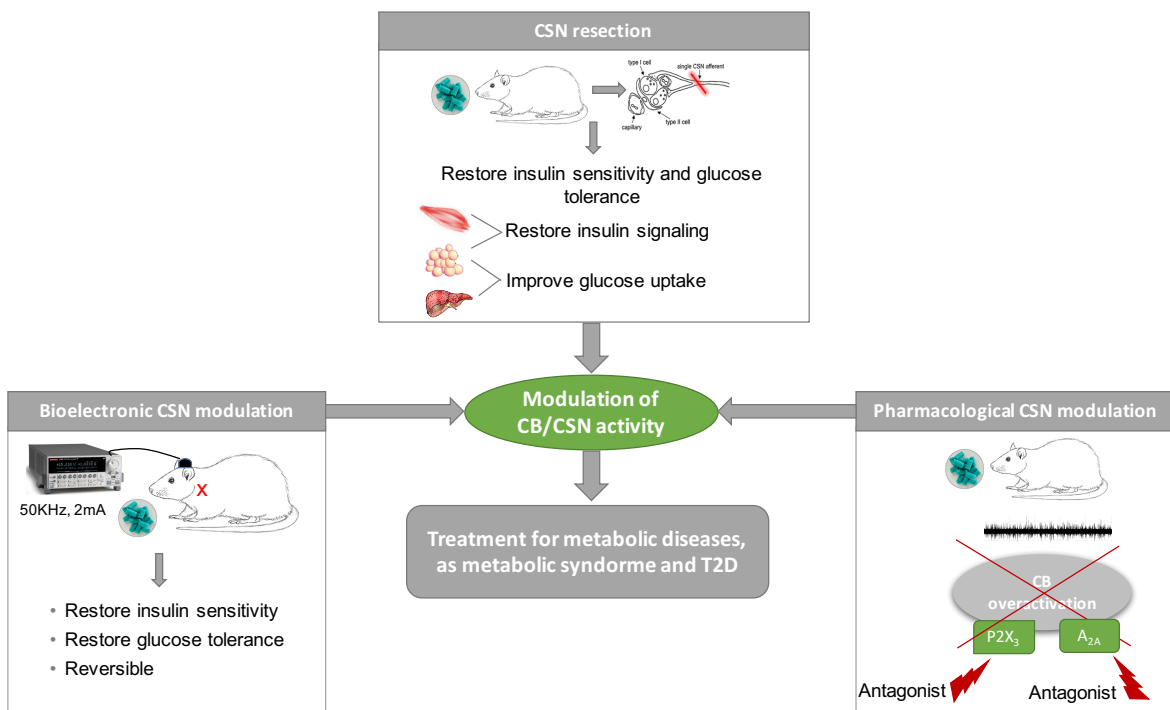 CSN resection
type I cell
single CSN afferent
capillary
type II cell
Restore insulin sensitivity and glucose
tolerance
Restore insulin signaling
Improve glucose uptake
Bioelectronic CSN modulation
Modulation of
CB/CSN activity
Pharmacological CSN modulation
50KHz, 2mA
X
Treatment for metabolic diseases,
as metabolic syndorme and T2D
• Restore insulin sensitivity
• Restore glucose tolerance
• Reversible
CB
overactivation
P2X₃
A₂A
Antagonist
Antagonist